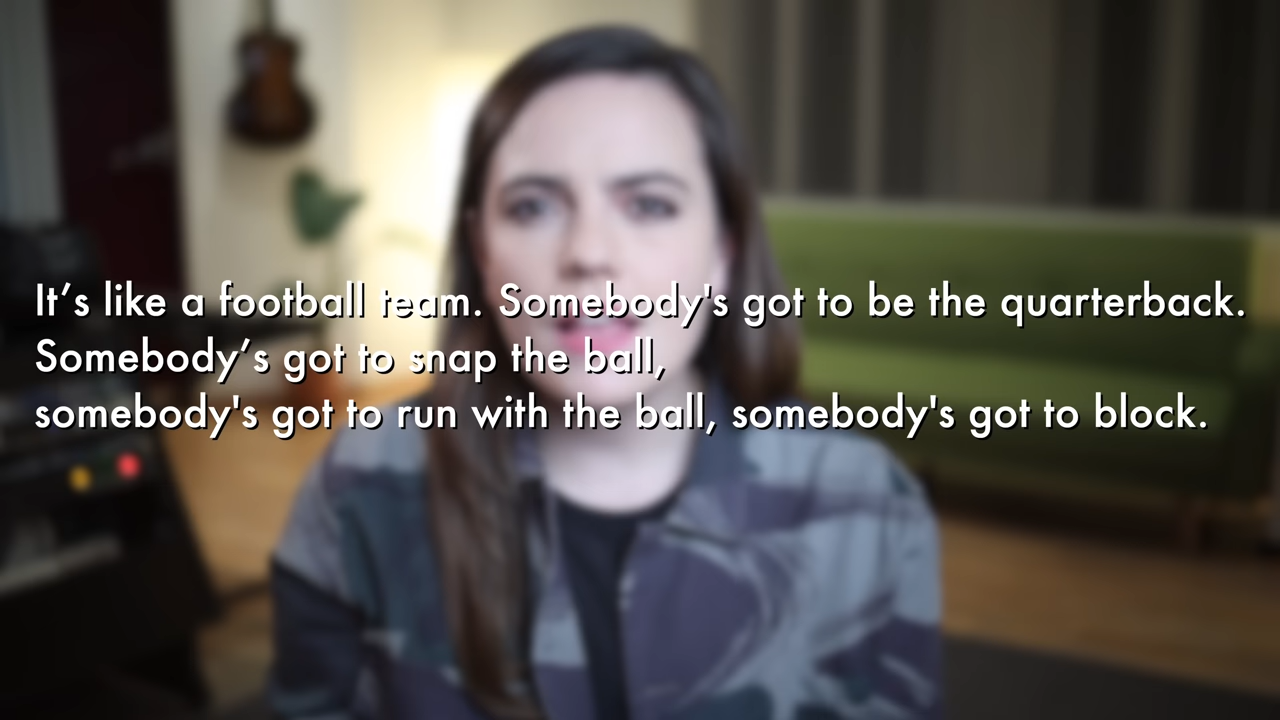 It’s like a football team. Somebody's got to be the quarterback.
Somebody’s got to snap the ball,
somebody's got to run with the ball, somebody's got to block.